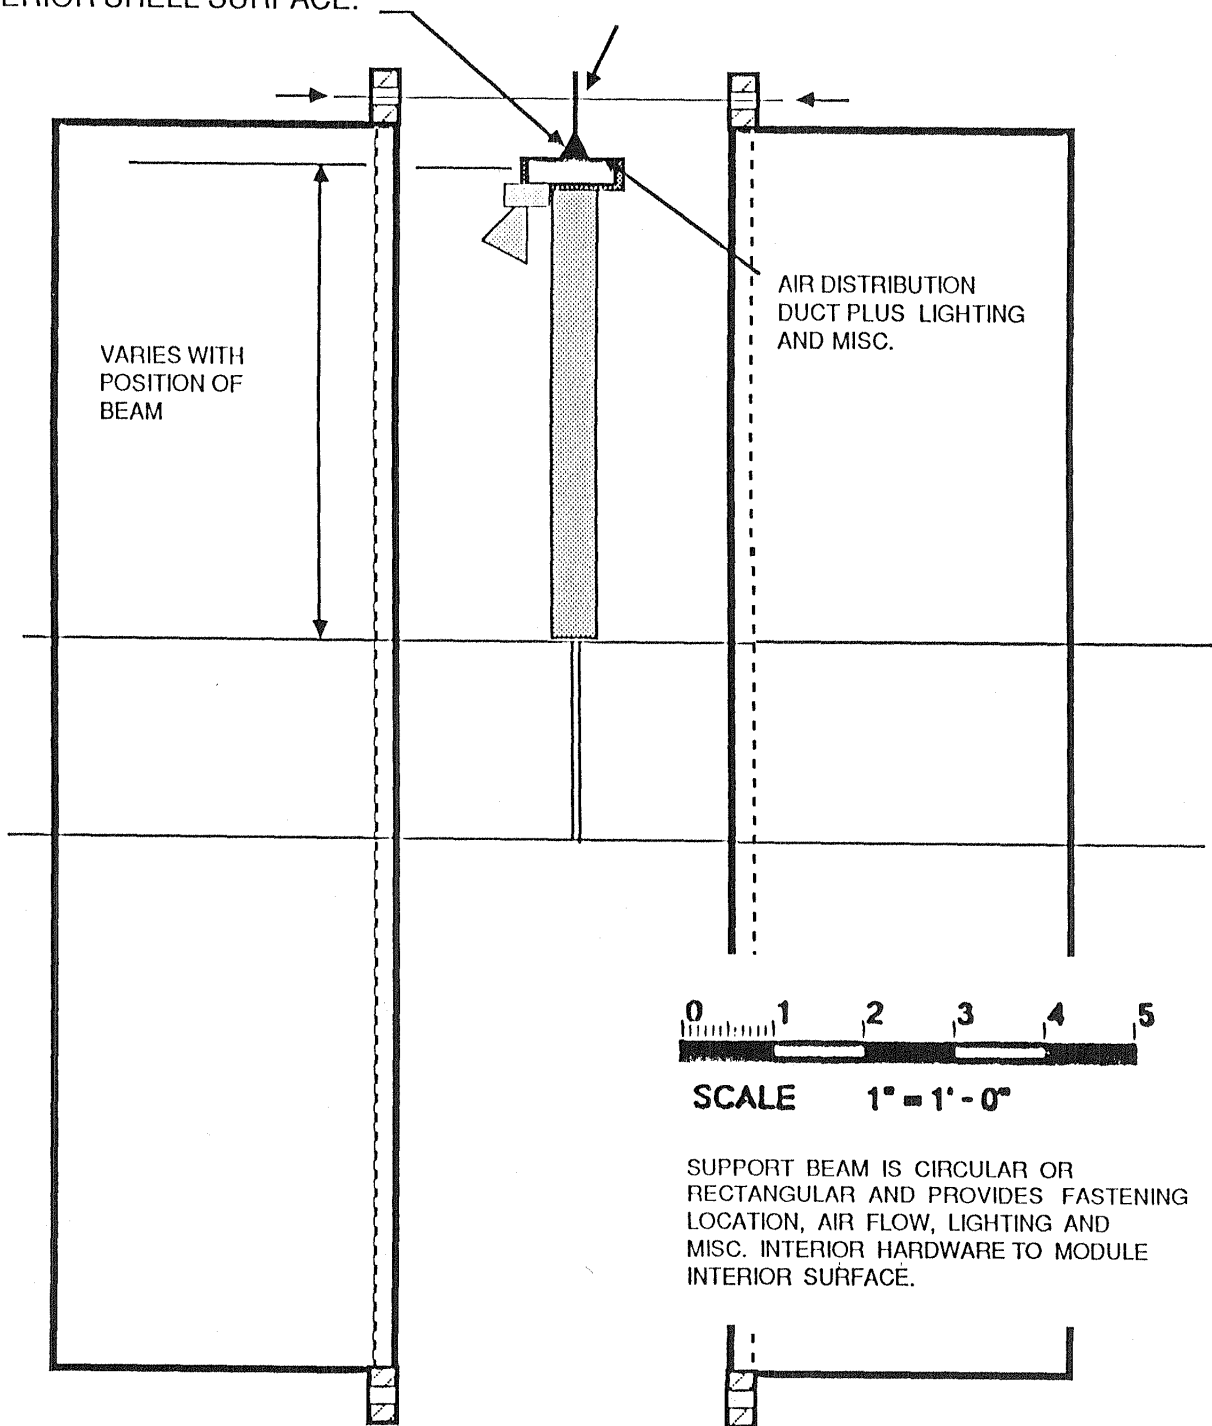 ERIOR SHELL SURFACE.
AIR DISTRIBUTION
DUCT PLUS LIGHTING
AND MISC.
VARIES WITH
POSITION OF
BEAM
0 1 2 3 4 5
SCALE 1" = 1' - 0"
SUPPORT BEAM IS CIRCULAR OR
RECTANGULAR AND PROVIDES FASTENING
LOCATION, AIR FLOW, LIGHTING AND
MISC. INTERIOR HARDWARE TO MODULE
INTERIOR SURFACE.